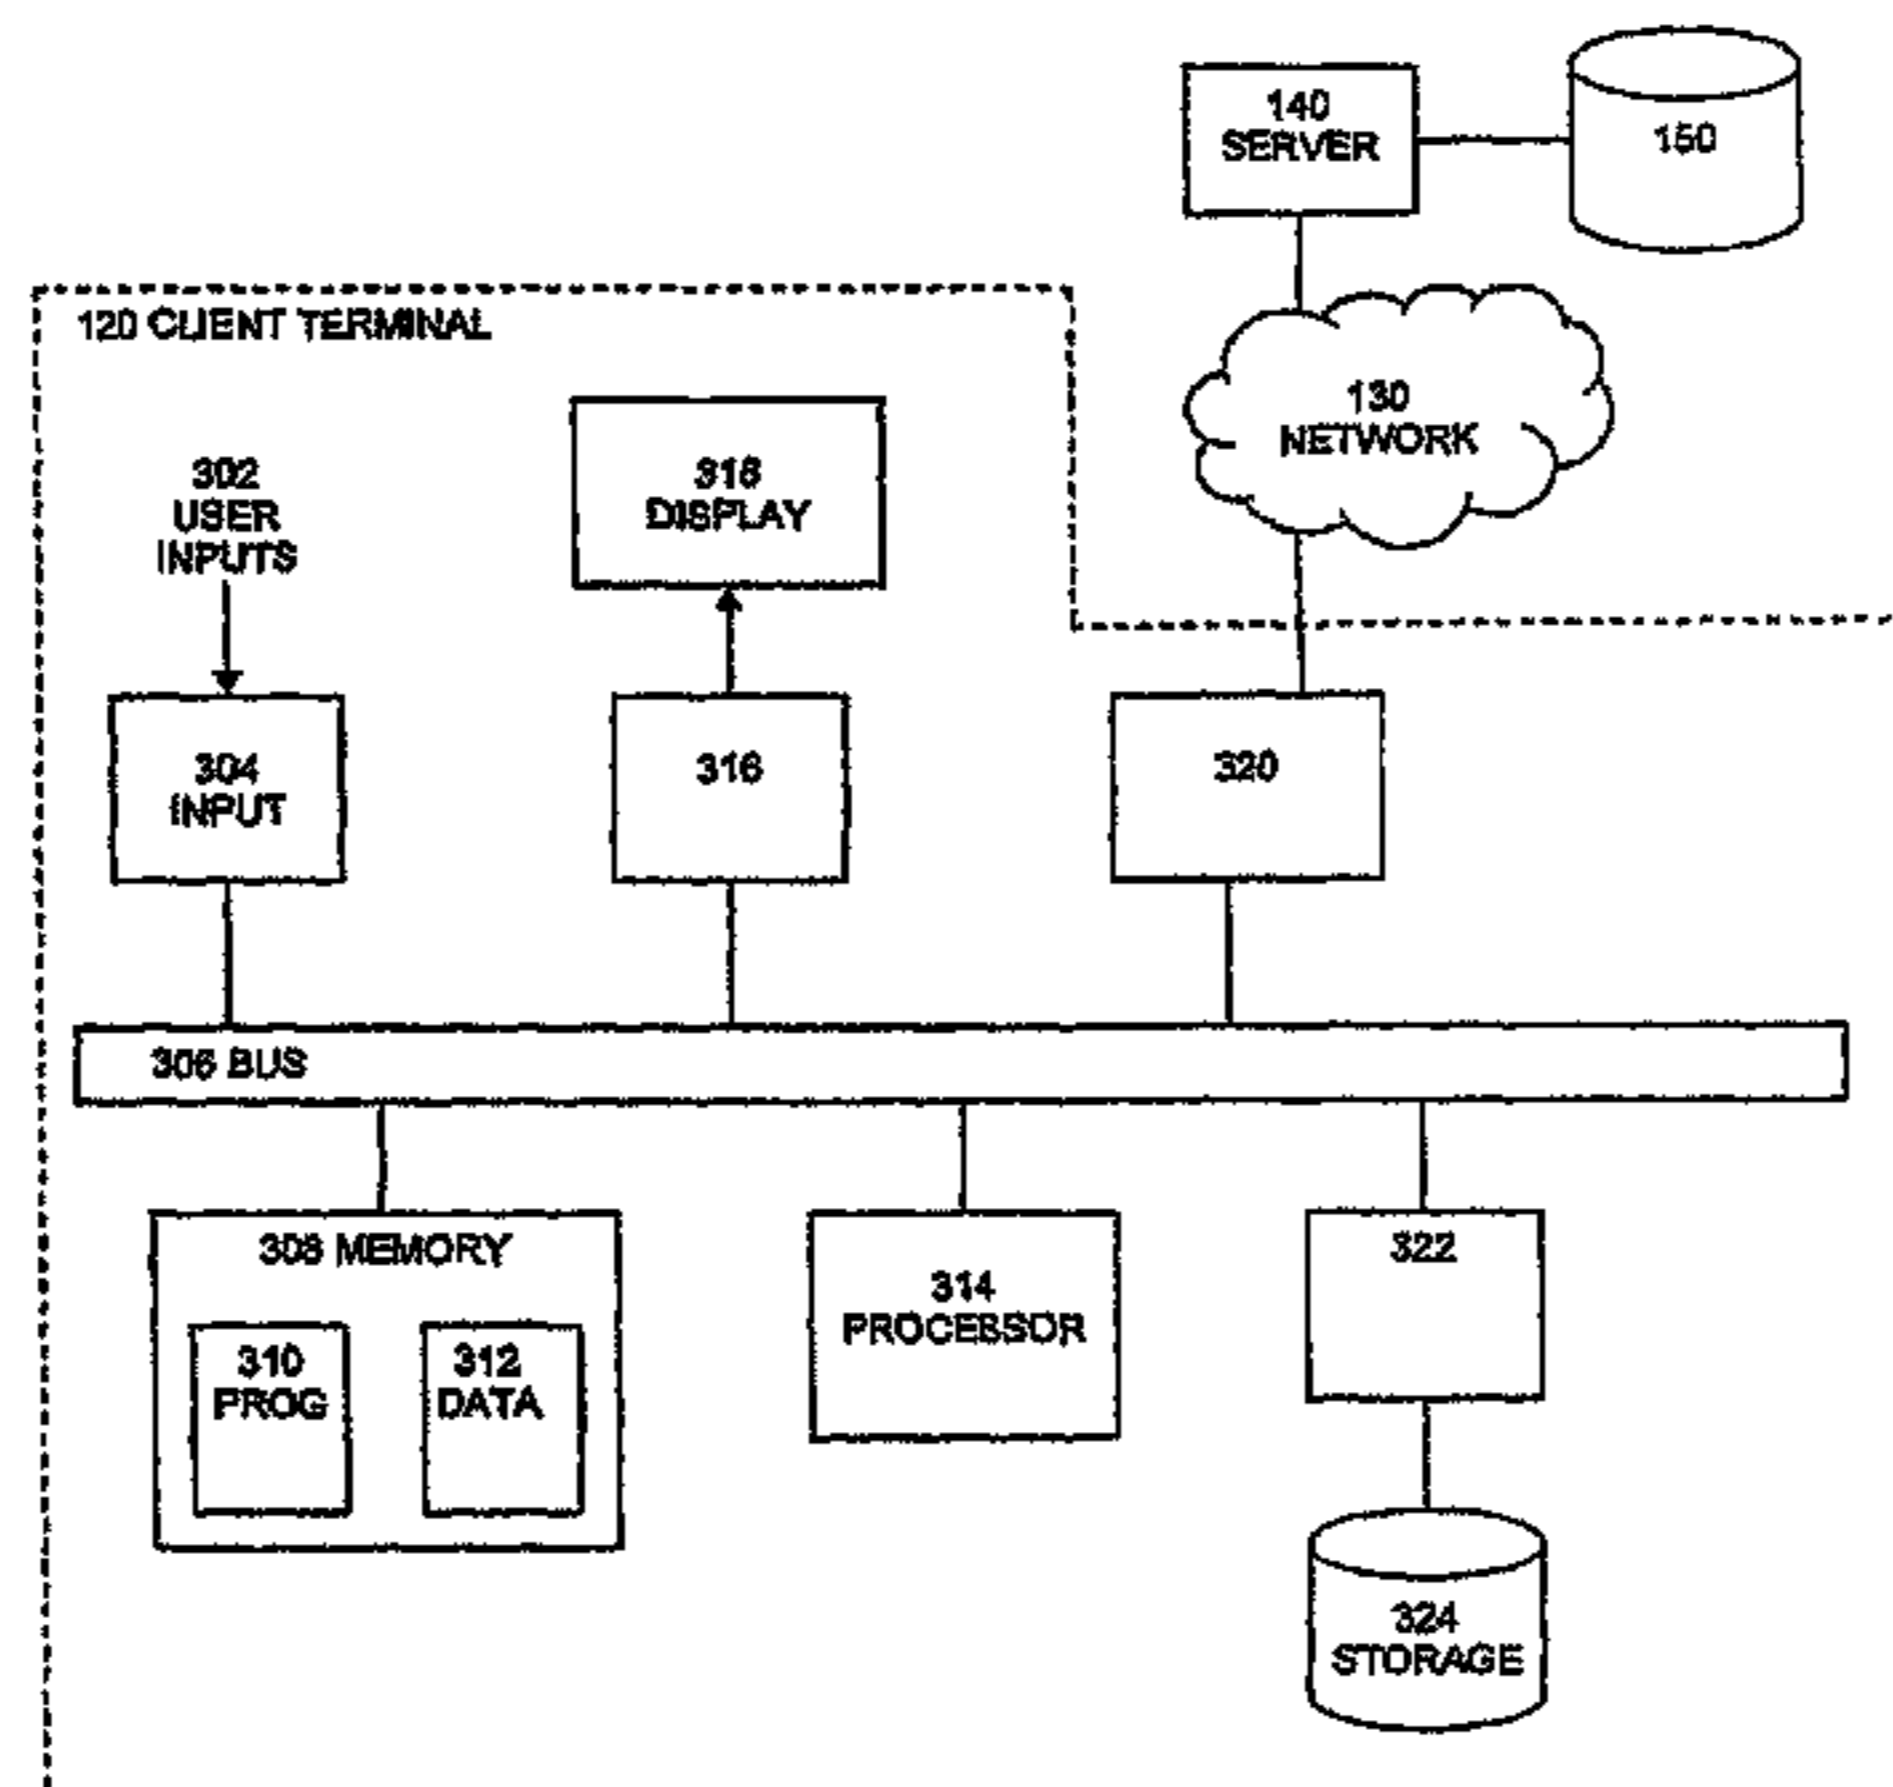 140
SERVER
150
120 CLIENT TERMINAL
130
NETWORK
302
USER
INPUTS
318
DISPLAY
304
INPUT
316
320
306 BUS
308 MEMORY
310
PROG
312
DATA
314
PROCESSOR
322
324
STORAGE